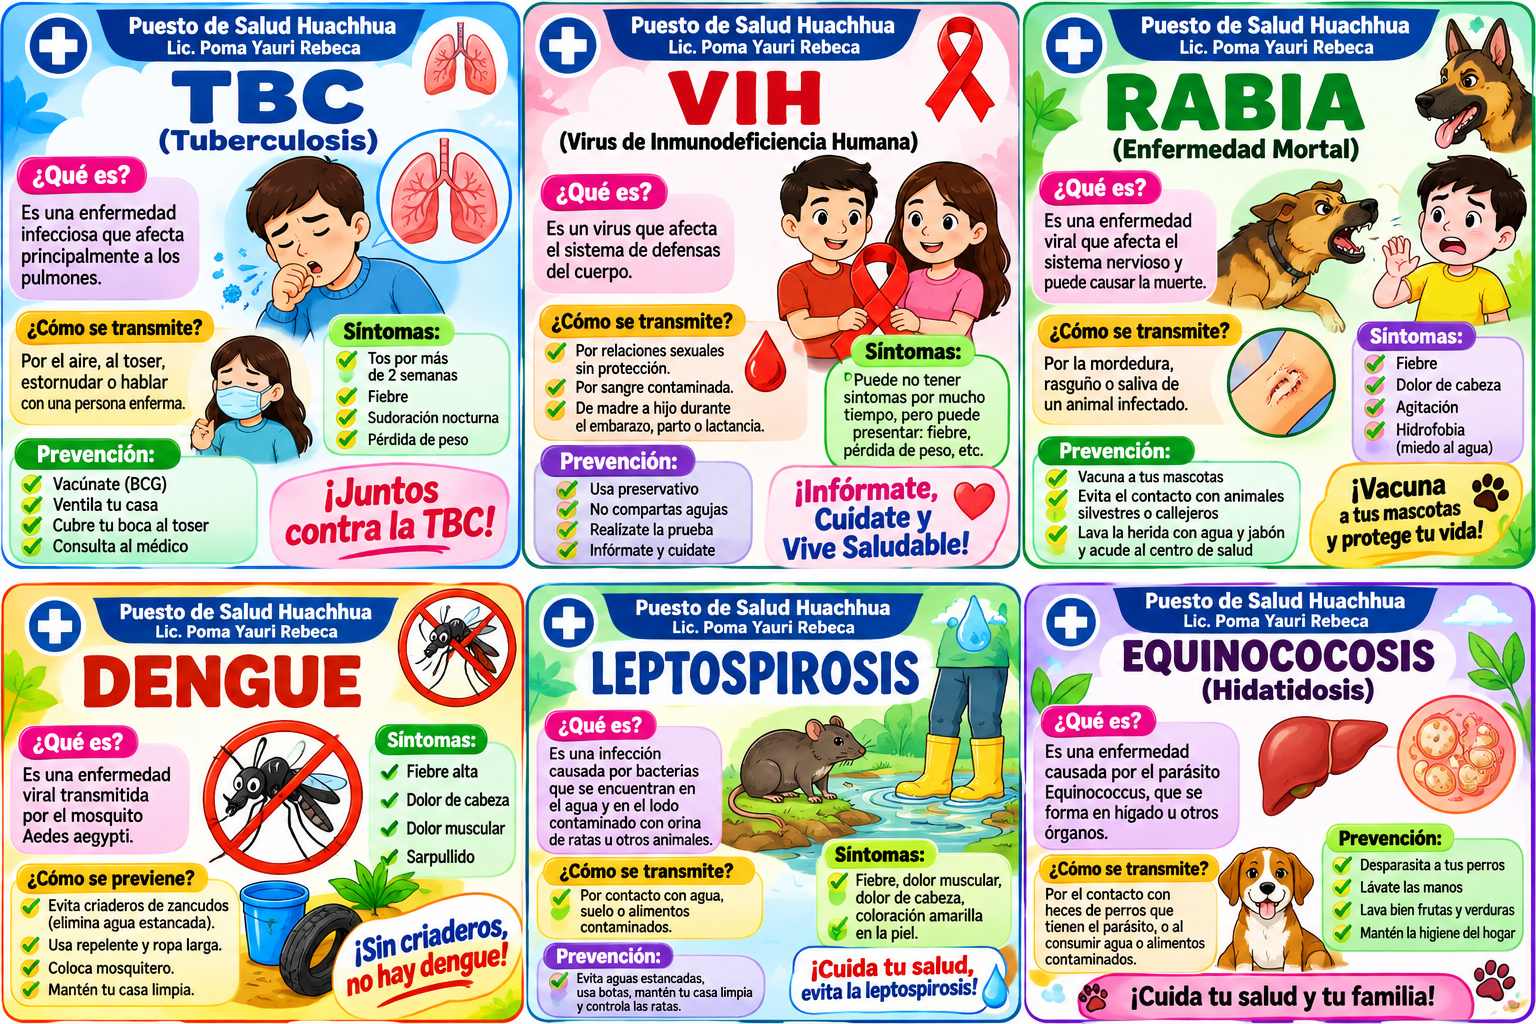 Puesto de Salud Huachhua
Lic. Poma Yauri Rebeca
TBC
(Tuberculosis)
¿Qué es?
Es una enfermedad
infecciosa que afecta
principalmente a los
pulmones.
¿Cómo se transmite?
Por el aire, al toser,
estornudar o hablar
con una persona enferma.
Síntomas:
Tos por más
de 2 semanas
Fiebre
Sudoración nocturna
Pérdida de peso
Prevención:
Vacúnate (BCG)
Ventila tu casa
Cubre tu boca al toser
Consulta al médico
¡Juntos
contra la TBC!
Puesto de Salud Huachhua
Lic. Poma Yauri Rebeca
VIH
(Virus de Inmunodeficiencia Humana)
¿Qué es?
Es un virus que afecta
el sistema de defensas
del cuerpo.
¿Cómo se transmite?
Por relaciones sexuales
sin protección.
Por sangre contaminada.
De madre a hijo durante
el embarazo, parto o lactancia.
Síntomas:
Puede no tener
síntomas por mucho
tiempo, pero puede
presentar: fiebre,
pérdida de peso, etc.
Prevención:
Usa preservativo
No compartas agujas
Realízate la prueba
Infórmate y cuidate
¡Infórmate,
Cuídate y
Vive Saludable!
Puesto de Salud Huachhua
Lic. Poma Yauri Rebeca
RABIA
(Enfermedad Mortal)
¿Qué es?
Es una enfermedad
viral que afecta el
sistema nervioso y
puede causar la muerte.
¿Cómo se transmite?
Por la mordedura,
rasguño o saliva de
un animal infectado.
Síntomas:
Fiebre
Dolor de cabeza
Agitación
Hidrofobia
(miedo al agua)
Prevención:
Vacuna a tus mascotas
Evita el contacto con animales
silvestres o callejeros
Lava la herida con agua y jabón
y acude al centro de salud
¡Vacuna
a tus mascotas
y protege tu vida!
Puesto de Salud Huachhua
Lic. Poma Yauri Rebeca
DENGUE
¿Qué es?
Es una enfermedad
viral transmitida
por el mosquito
Aedes aegypti.
Síntomas:
Fiebre alta
Dolor de cabeza
Dolor muscular
Sarpullido
¿Cómo se previene?
Evita criaderos de zancudos
(elimina agua estancada).
Usa repelente y ropa larga.
Coloca mosquitero.
Mantén tu casa limpia.
¡Sin criaderos,
no hay dengue!
Puesto de Salud Huachhua
Lic. Poma Yauri Rebeca
LEPTOSPIROSIS
¿Qué es?
Es una infección
causada por bacterias
que se encuentran en
el agua y en el lodo
contaminado con orina
de ratas u otros animales.
¿Cómo se transmite?
Por contacto con agua,
suelo o alimentos
contaminados.
Síntomas:
Fiebre, dolor muscular,
dolor de cabeza,
coloración amarilla
en la piel.
Prevención:
Evita aguas estancadas,
usa botas, mantén tu casa limpia
y controla las ratas.
¡Cuida tu salud,
evita la leptospirosis!
Puesto de Salud Huachhua
Lic. Poma Yauri Rebeca
EQUINOCOCOSIS
(Hidatidosis)
¿Qué es?
Es una enfermedad
causada por el parásito
Equinococcus, que se
forma en hígado u otros
órganos.
¿Cómo se transmite?
Por el contacto con
heces de perros que
tienen el parásito, o al
consumir agua o alimentos
contaminados.
Prevención:
Desparasita a tus perros
Lávate las manos
Lava bien frutas y verduras
Mantén la higiene del hogar
¡Cuida tu salud y tu familia!